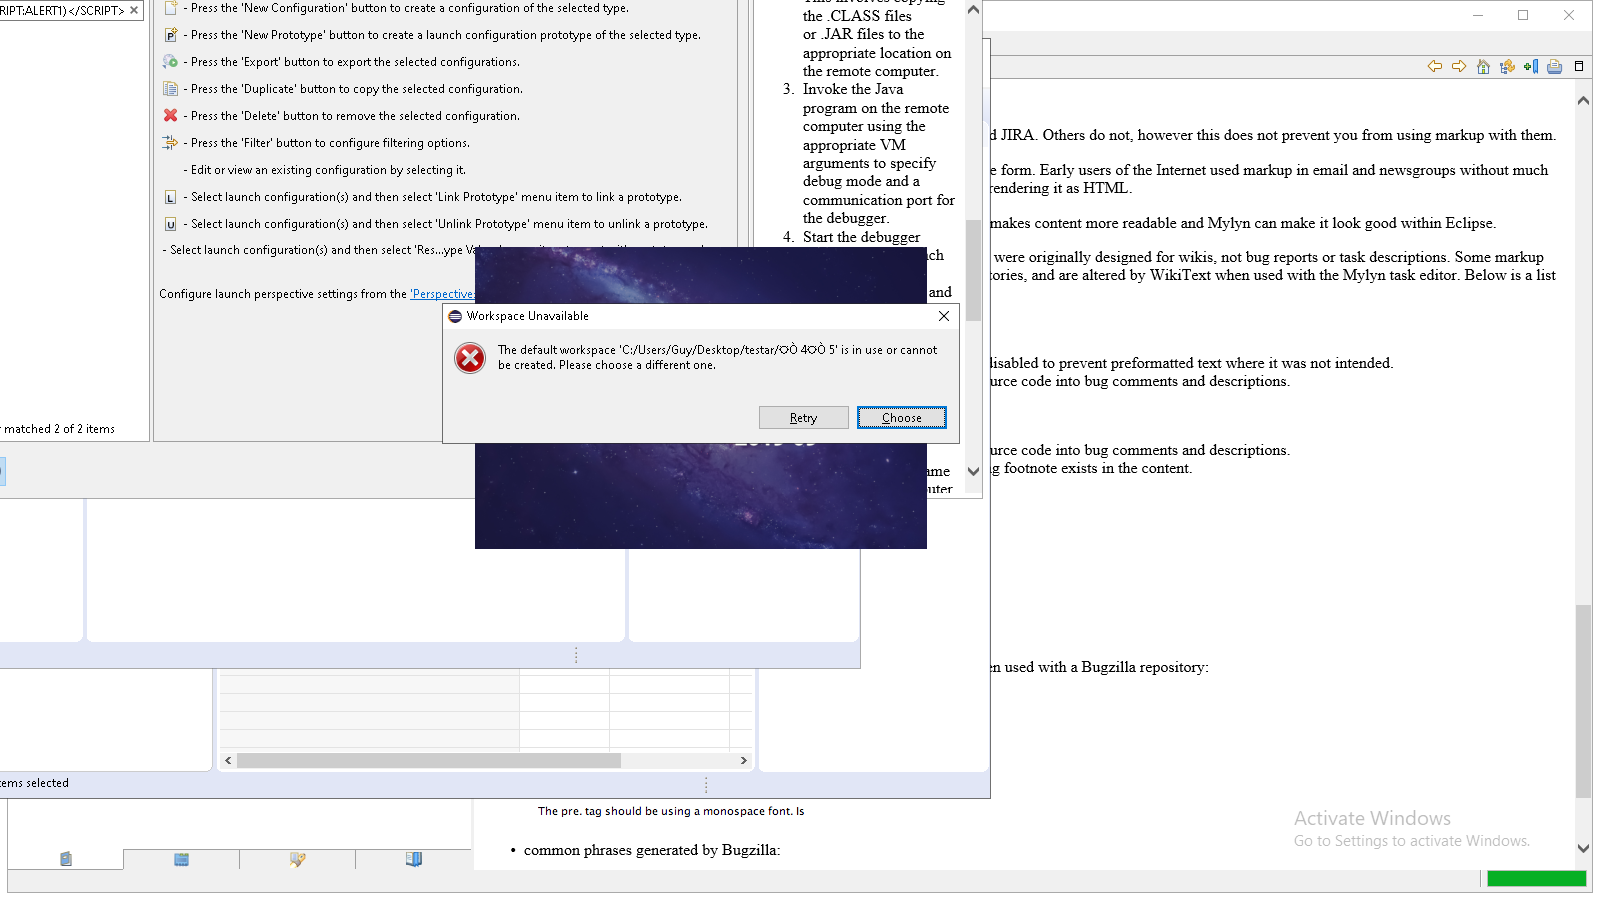 RIPT:ALERT1)</SCRIPT>
- Press the 'New Configuration' button to create a configuration of the selected type.
- Press the 'New Prototype' button to create a launch configuration prototype of the selected type.
- Press the 'Export' button to export the selected configurations.
- Press the 'Duplicate' button to copy the selected configuration.
- Press the 'Delete' button to remove the selected configuration.
- Press the 'Filter' button to configure filtering options.
- Edit or view an existing configuration by selecting it.
- Select launch configuration(s) and then select 'Link Prototype' menu item to link a prototype.
- Select launch configuration(s) and then select 'Unlink Prototype' menu item to unlink a prototype.
- Select launch configuration(s) and then select 'Res...ype
Configure launch perspective settings from the 'Perspective
matched 2 of 2 items
the .CLASS files
or .JAR files to the
appropriate location on
the remote computer.
3. Invoke the Java
program on the remote
computer using the
appropriate VM
arguments to specify
debug mode and a
communication port for
the debugger.
4. Start the debugger
and
Workspace Unavailable
The default workspace 'C:/Users/Guy/Desktop/testar/¤Ò 4¤Ò 5' is in use or cannot
be created. Please choose a different one.
Retry
Choose
d JIRA. Others do not, however this does not prevent you from using markup with them.
e form. Early users of the Internet used markup in email and newsgroups without much
rendering it as HTML.
makes content more readable and Mylyn can make it look good within Eclipse.
were originally designed for wikis, not bug reports or task descriptions. Some markup
tories, and are altered by WikiText when used with the Mylyn task editor. Below is a list
disabled to prevent preformatted text where it was not intended.
urce code into bug comments and descriptions.
urce code into bug comments and descriptions.
g footnote exists in the content.
en used with a Bugzilla repository:
ems selected
The pre. tag should be using a monospace font. Is
• common phrases generated by Bugzilla:
Activate Windows
Go to Settings to activate Windows.